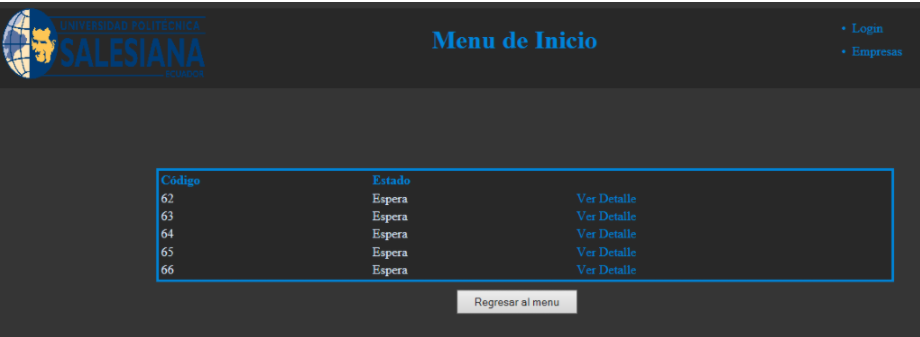 UNIVERSIDAD POLITÉCNICA
SALESIANA
ECUADOR
Menu de Inicio
• Login
• Empresas
Código Estado
62 Espera Ver Detalle
63 Espera Ver Detalle
64 Espera Ver Detalle
65 Espera Ver Detalle
66 Espera Ver Detalle
Regresar al menu